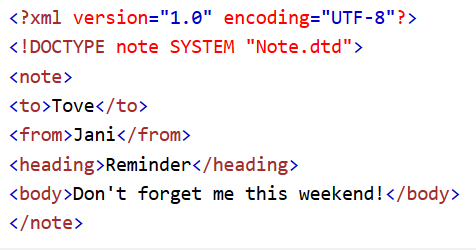 <?xml version="1.0" encoding="UTF-8"?>
<!DOCTYPE note SYSTEM "Note.dtd">
<note>
<to>Tove</to>
<from>Jani</from>
<heading>Reminder</heading>
<body>Don't forget me this weekend!</body>
</note>